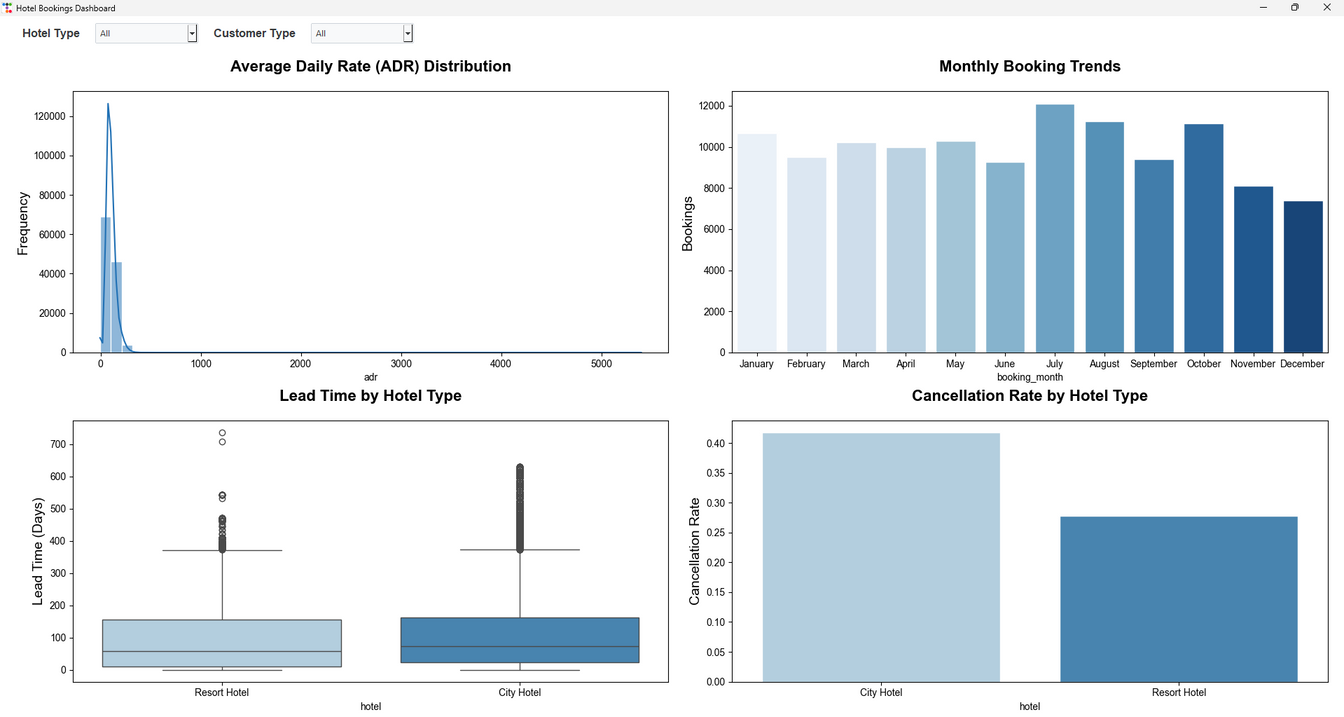 Hotel Bookings Dashboard
Hotel Type All Customer Type All
Average Daily Rate (ADR) Distribution
Frequency
120000
100000
80000
60000
40000
20000
0
0 1000 2000 3000 4000 5000
adr
Monthly Booking Trends
Bookings
12000
10000
8000
6000
4000
2000
0
January February March April May June July August September October November December
booking_month
Lead Time by Hotel Type
Lead Time (Days)
700
600
500
400
300
200
100
0
Resort Hotel City Hotel
hotel
Cancellation Rate by Hotel Type
Cancellation Rate
0.40
0.35
0.30
0.25
0.20
0.15
0.10
0.05
0.00
City Hotel Resort Hotel
hotel